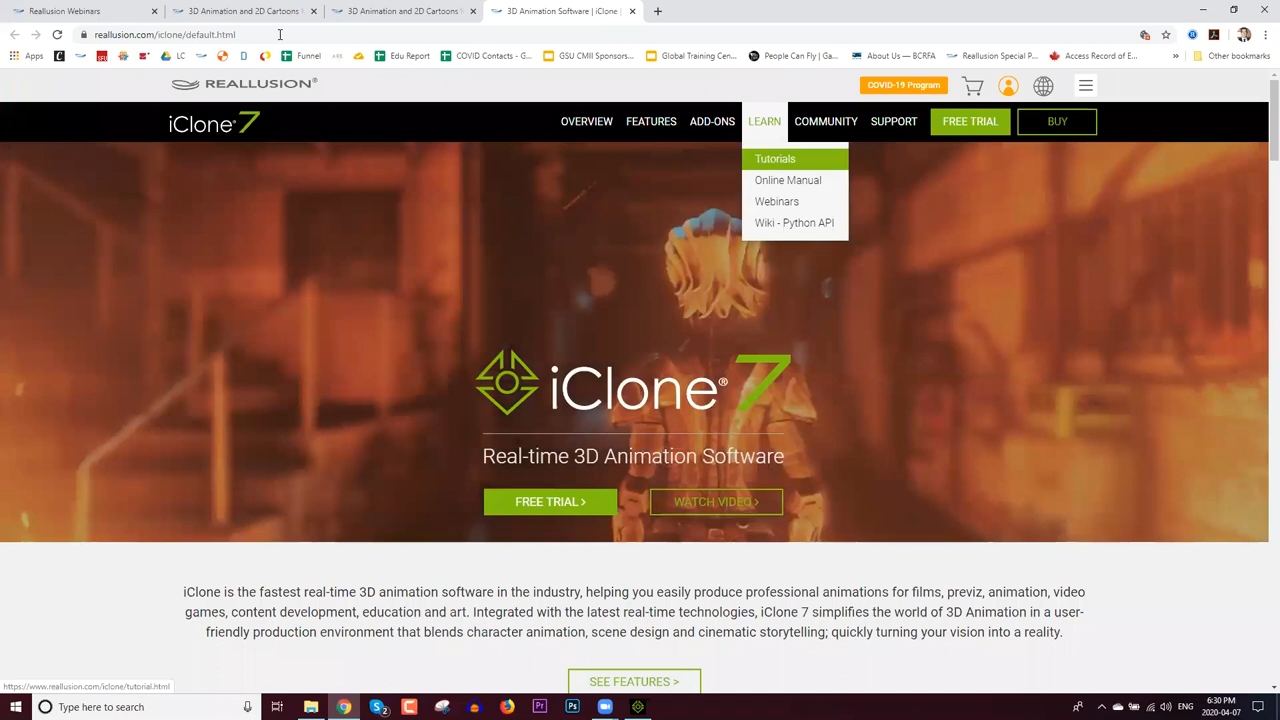 Reallusion Webinars
3D Animation and 2D Cartoons
3D Animation and 2D Cartoons
3D Animation Software | iClone
reallusion.com/iclone/default.html
Apps
LC
Funnel
Edu Report
COVID Contacts - G...
GSU CMII Sponsors...
Global Training Cen...
People Can Fly | Ga...
About Us — BCRFA
Reallusion Special P...
Access Record of E...
»
Other bookmarks
REALLUSION®
COVID-19 Program
iClone® 7
OVERVIEW
FEATURES
ADD-ONS
LEARN
COMMUNITY
SUPPORT
FREE TRIAL
BUY
Tutorials
Online Manual
Webinars
Wiki - Python API
iClone® 7
Real-time 3D Animation Software
FREE TRIAL >
WATCH VIDEO >
iClone is the fastest real-time 3D animation software in the industry, helping you easily produce professional animations for films, previz, animation, video
games, content development, education and art. Integrated with the latest real-time technologies, iClone 7 simplifies the world of 3D Animation in a user-
friendly production environment that blends character animation, scene design and cinematic storytelling; quickly turning your vision into a reality.
SEE FEATURES >
https://www.reallusion.com/iclone/tutorial.html
Type here to search
2
Pr
Ps
ENG
6:30 PM
2020-04-07